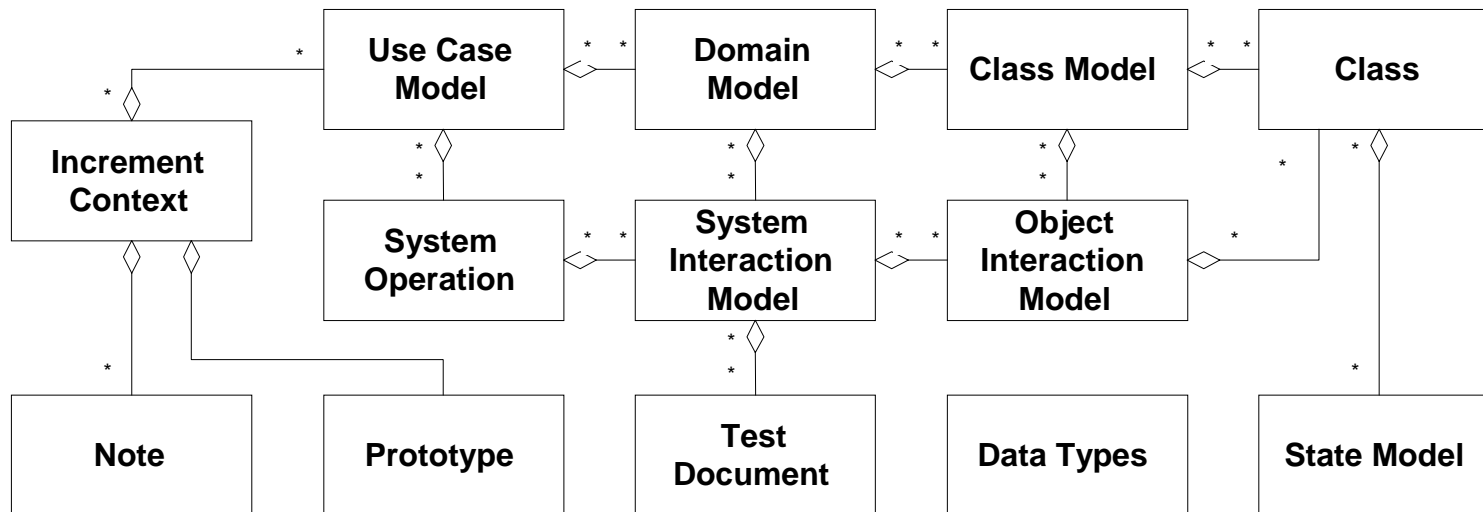 Use Case
Model
Domain
Model
Class Model
Class
Increment
Context
System
Operation
System
Interaction
Model
Object
Interaction
Model
Note
Prototype
Test
Document
Data Types
State Model
* * * * * * *
*
* * * *
* * * *
* * * * *
*
* * *
*